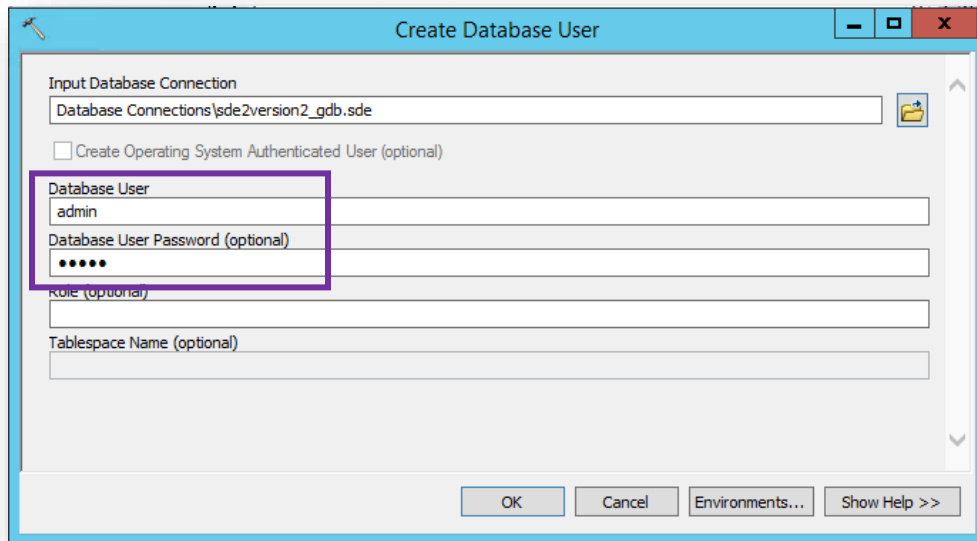 Create Database User
Input Database Connection
Database Connections\sde2version2_gdb.sde
Create Operating System Authenticated User (optional)
Database User
admin
Database User Password (optional)
●●●●●
Role (optional)
Tablespace Name (optional)
OK Cancel Environments... Show Help >>